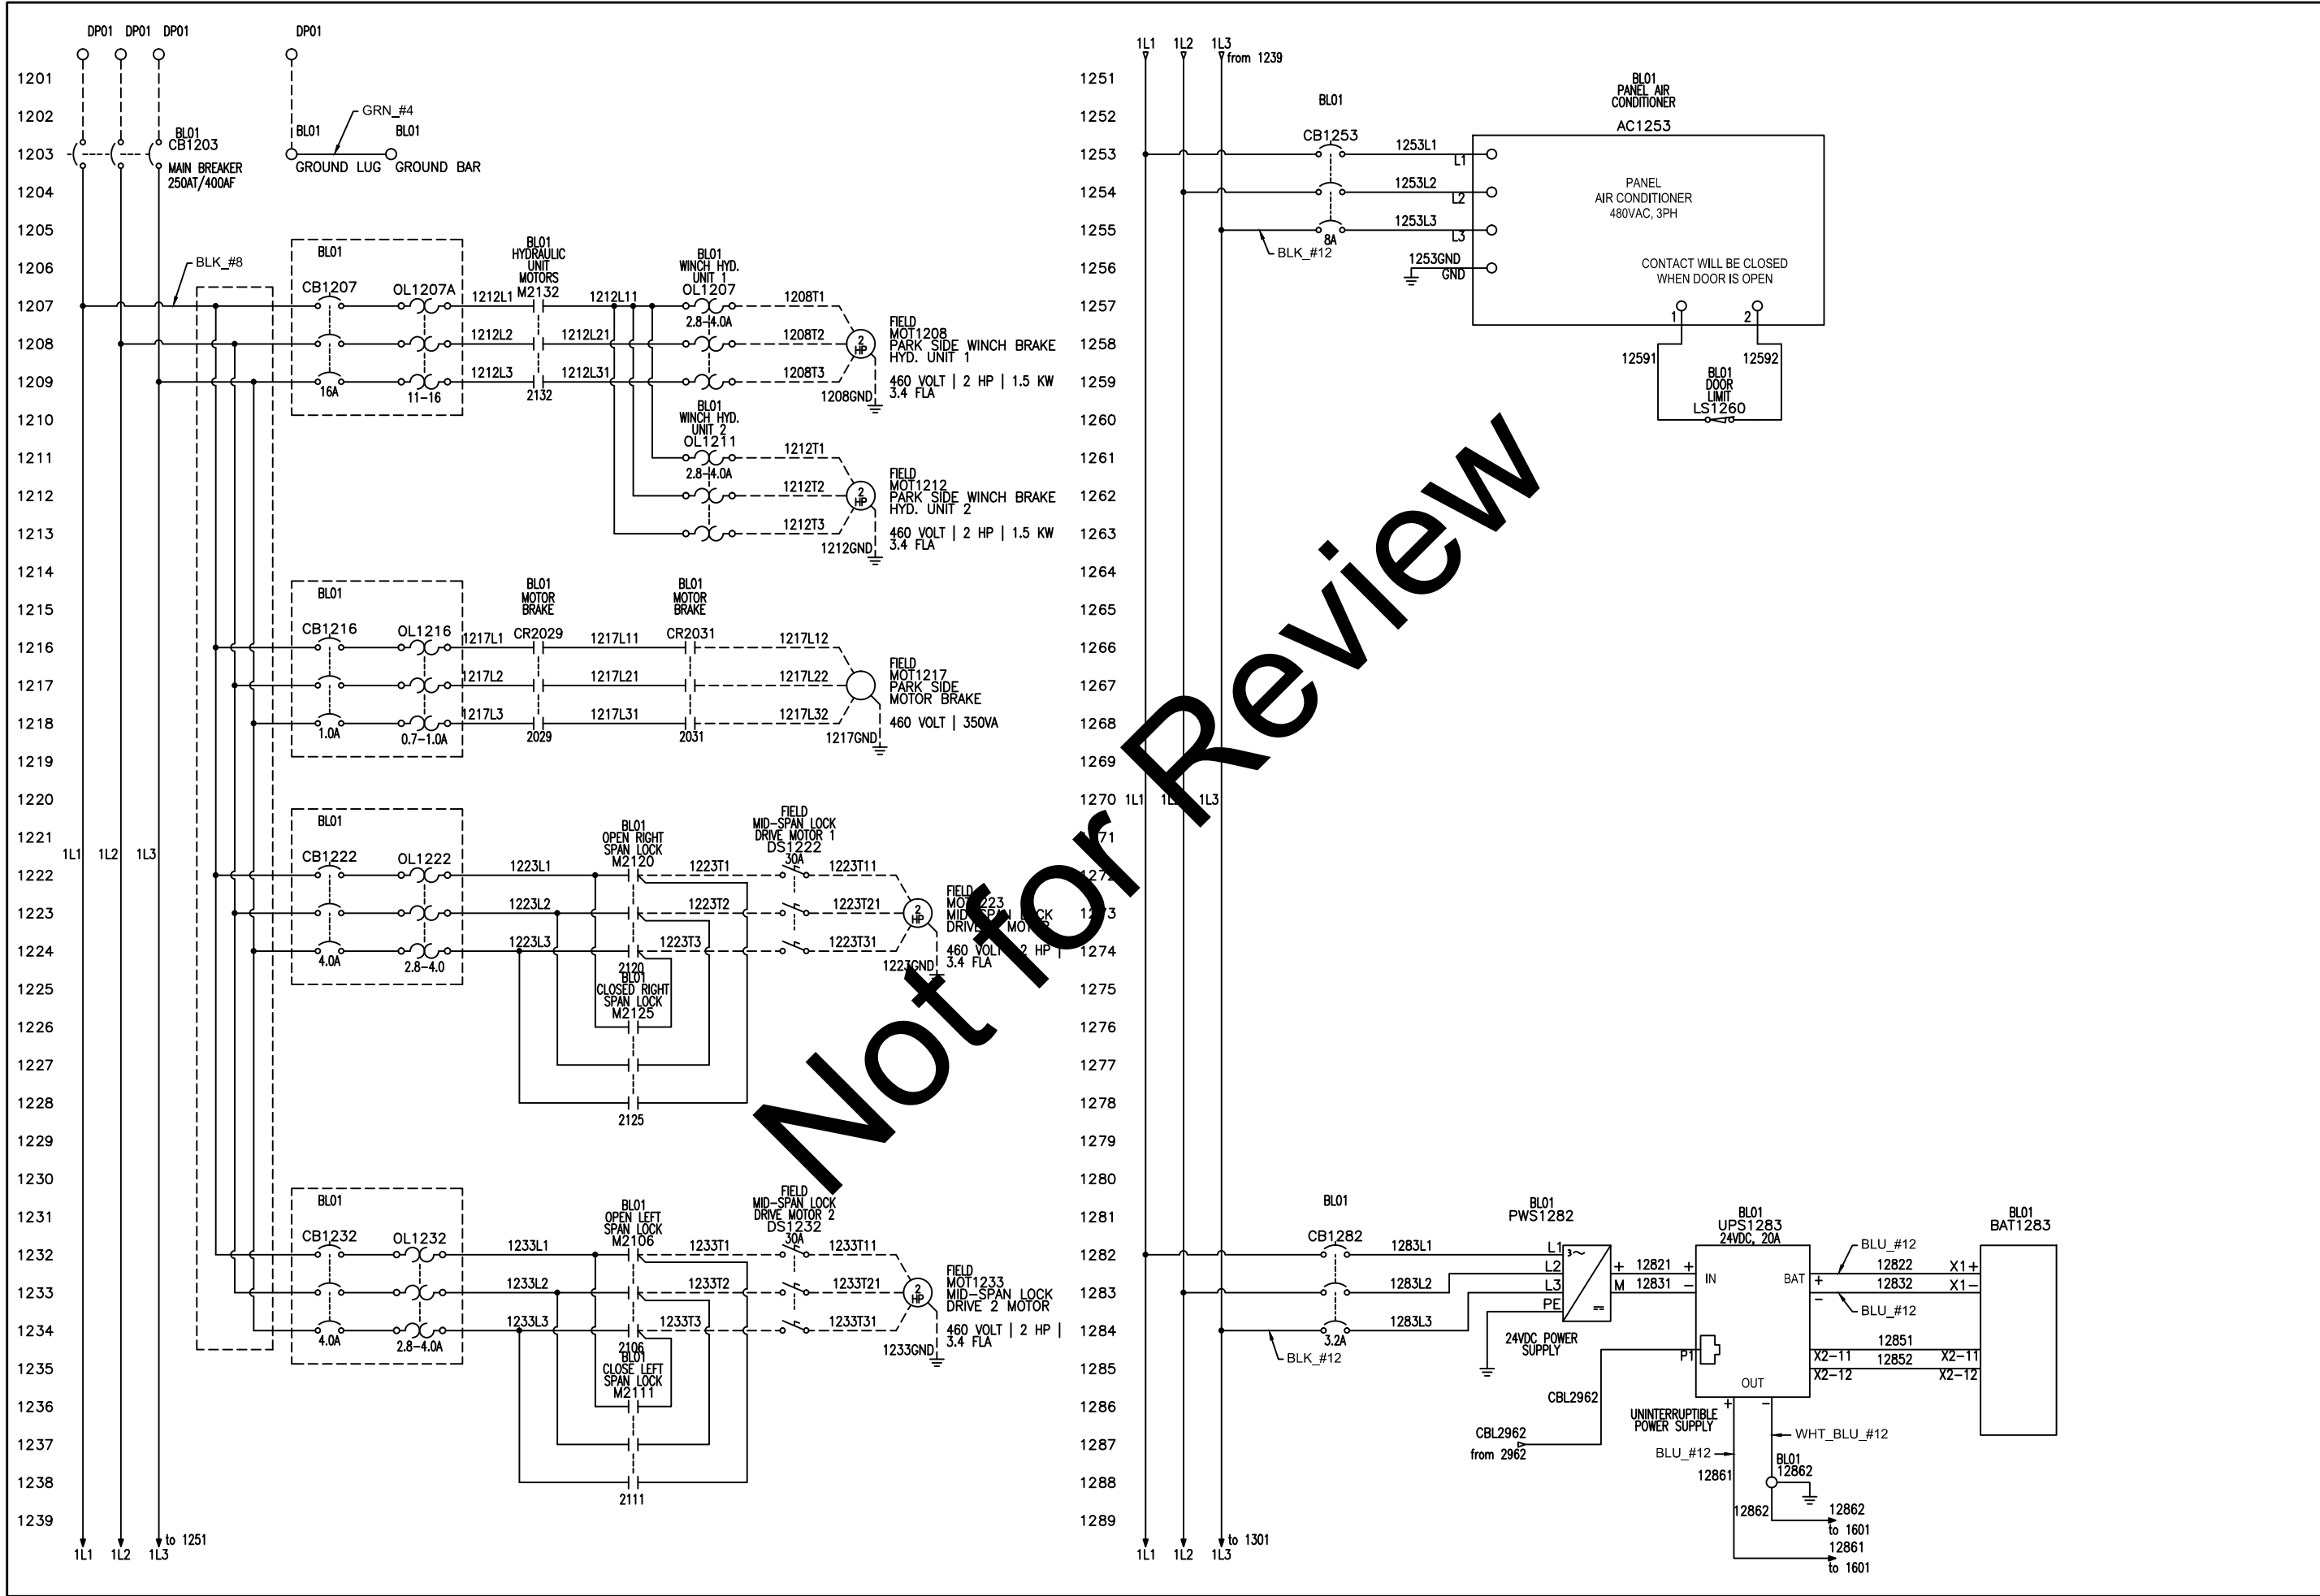 DP01 DP01 DP01 DP01
1201
1202
1203
1204
1205
1206
1207
1208
1209
1210
1211
1212
1213
1214
1215
1216
1217
1218
1219
1220
1221
1222
1223
1224
1225
1226
1227
1228
1229
1230
1231
1232
1233
1234
1235
1236
1237
1238
1239
BL01
CB1203
MAIN BREAKER
250AT/400AF
GRN_#4
BL01 BL01
GROUND LUG GROUND BAR
BLK_#8
1L1 1L2 1L3
BL01
CB1207
16A
OL1207A
11-16
1212L1
1212L2
1212L3
BL01
HYDRAULIC
UNIT
MOTORS
M2132
2132
1212L11
1212L21
1212L31
BL01
WINCH HYD.
UNIT 1
OL1207
2.8-4.0A
1208T1
1208T2
1208T3
1208GND
2
HP
FIELD
MOT1208
PARK SIDE WINCH BRAKE
HYD. UNIT 1
460 VOLT | 2 HP | 1.5 KW
3.4 FLA
BL01
WINCH HYD.
UNIT 2
OL1211
2.8-4.0A
1212T1
1212T2
1212T3
1212GND
2
HP
FIELD
MOT1212
PARK SIDE WINCH BRAKE
HYD. UNIT 2
460 VOLT | 2 HP | 1.5 KW
3.4 FLA
BL01
CB1216
1.0A
OL1216
0.7-1.0A
1217L1
1217L2
1217L3
BL01
MOTOR
BRAKE
CR2029
2029
1217L11
1217L21
1217L31
BL01
MOTOR
BRAKE
CR2031
2031
1217L12
1217L22
1217L32
1217GND
FIELD
MOT1217
PARK SIDE
MOTOR BRAKE
460 VOLT | 350VA
BL01
CB1222
4.0A
OL1222
2.8-4.0
1223L1
1223L2
1223L3
BL01
OPEN RIGHT
SPAN LOCK
M2120
2120
1223T1
1223T2
1223T3
FIELD
MID-SPAN LOCK
DRIVE MOTOR 1
DS1222
30A
1223T11
1223T21
1223T31
1223GND
2
HP
FIELD
MID-SPAN LOCK
MOTOR
460 VOLT 2 HP |
3.4 FLA
BL01
CLOSED RIGHT
SPAN LOCK
M2125
2125
BL01
CB1232
4.0A
OL1232
2.8-4.0A
1233L1
1233L2
1233L3
BL01
OPEN LEFT
SPAN LOCK
M2106
2106
1233T1
1233T2
1233T3
FIELD
MID-SPAN LOCK
DRIVE MOTOR 2
DS1232
30A
1233T11
1233T21
1233T31
1233GND
2
HP
FIELD
MOT1233
MID-SPAN LOCK
DRIVE 2 MOTOR
460 VOLT | 2 HP |
3.4 FLA
BL01
CLOSE LEFT
SPAN LOCK
M2111
2111
1L1 1L2 1L3 to 1251
1L1 1L2 1L3
from 1239
1251
1252
1253
1254
1255
1256
1257
1258
1259
1260
1261
1262
1263
1264
1265
1266
1267
1268
1269
1270
1274
1275
1276
1277
1278
1279
1280
1281
1282
1283
1284
1285
1286
1287
1288
1289
1L1 1L3
BL01
CB1253
8A
BLK_#12
1253L1
1253L2
1253L3
1253GND
L1
L2
L3
GND
BL01
PANEL AIR
CONDITIONER
AC1253
PANEL
AIR CONDITIONER
480VAC, 3PH
CONTACT WILL BE CLOSED
WHEN DOOR IS OPEN
1 2
12591 12592
BL01
DOOR
LIMIT
LS1260
Not for Review
BL01
CB1282
3.2A
BLK_#12
1283L1
1283L2
1283L3
BL01
PWS1282
L1
L2
L3
PE
3~
+
M
24VDC POWER
SUPPLY
12821
12831
BL01
UPS1283
24VDC, 20A
+
-
IN
BAT
+
-
P1
OUT
+ -
X2-11
X2-12
UNINTERRUPTIBLE
POWER SUPPLY
CBL2962
CBL2962
from 2962
BLU_#12
12822
12832
BLU_#12
12851
12852
BL01
BAT1283
X1+
X1-
X2-11
X2-12
WHT_BLU_#12
BLU_#12
12861
BL01
12862
12862
12862
to 1601
12861
to 1601
1L1 1L2 1L3 to 1301